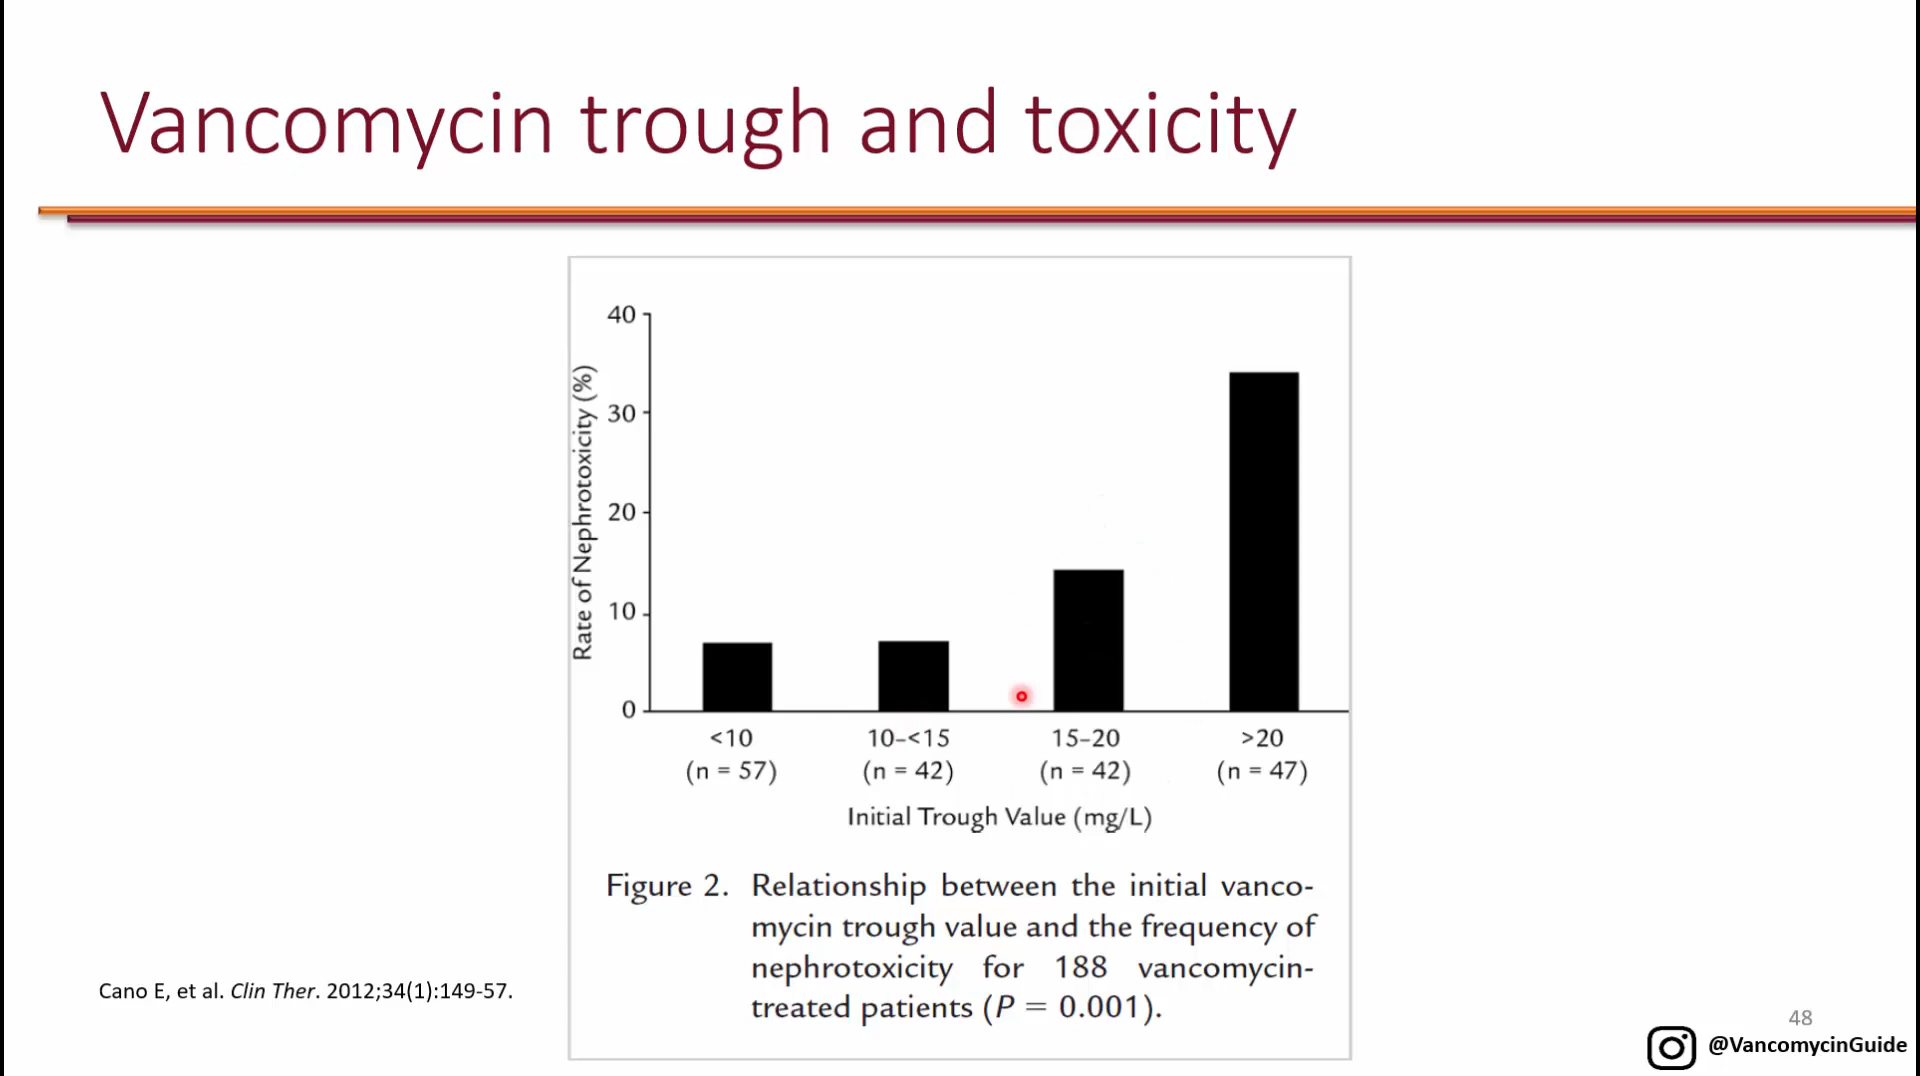 Vancomycin trough and toxicity
40
30
20
10
0
Rate of Nephrotoxicity (%)
<10 10–<15 15–20 >20
(n = 57) (n = 42) (n = 42) (n = 47)
Initial Trough Value (mg/L)
Figure 2. Relationship between the initial vanco-
mycin trough value and the frequency of
nephrotoxicity for 188 vancomycin-
treated patients (P = 0.001).
Cano E, et al. Clin Ther. 2012;34(1):149-57.
48
@VancomycinGuide